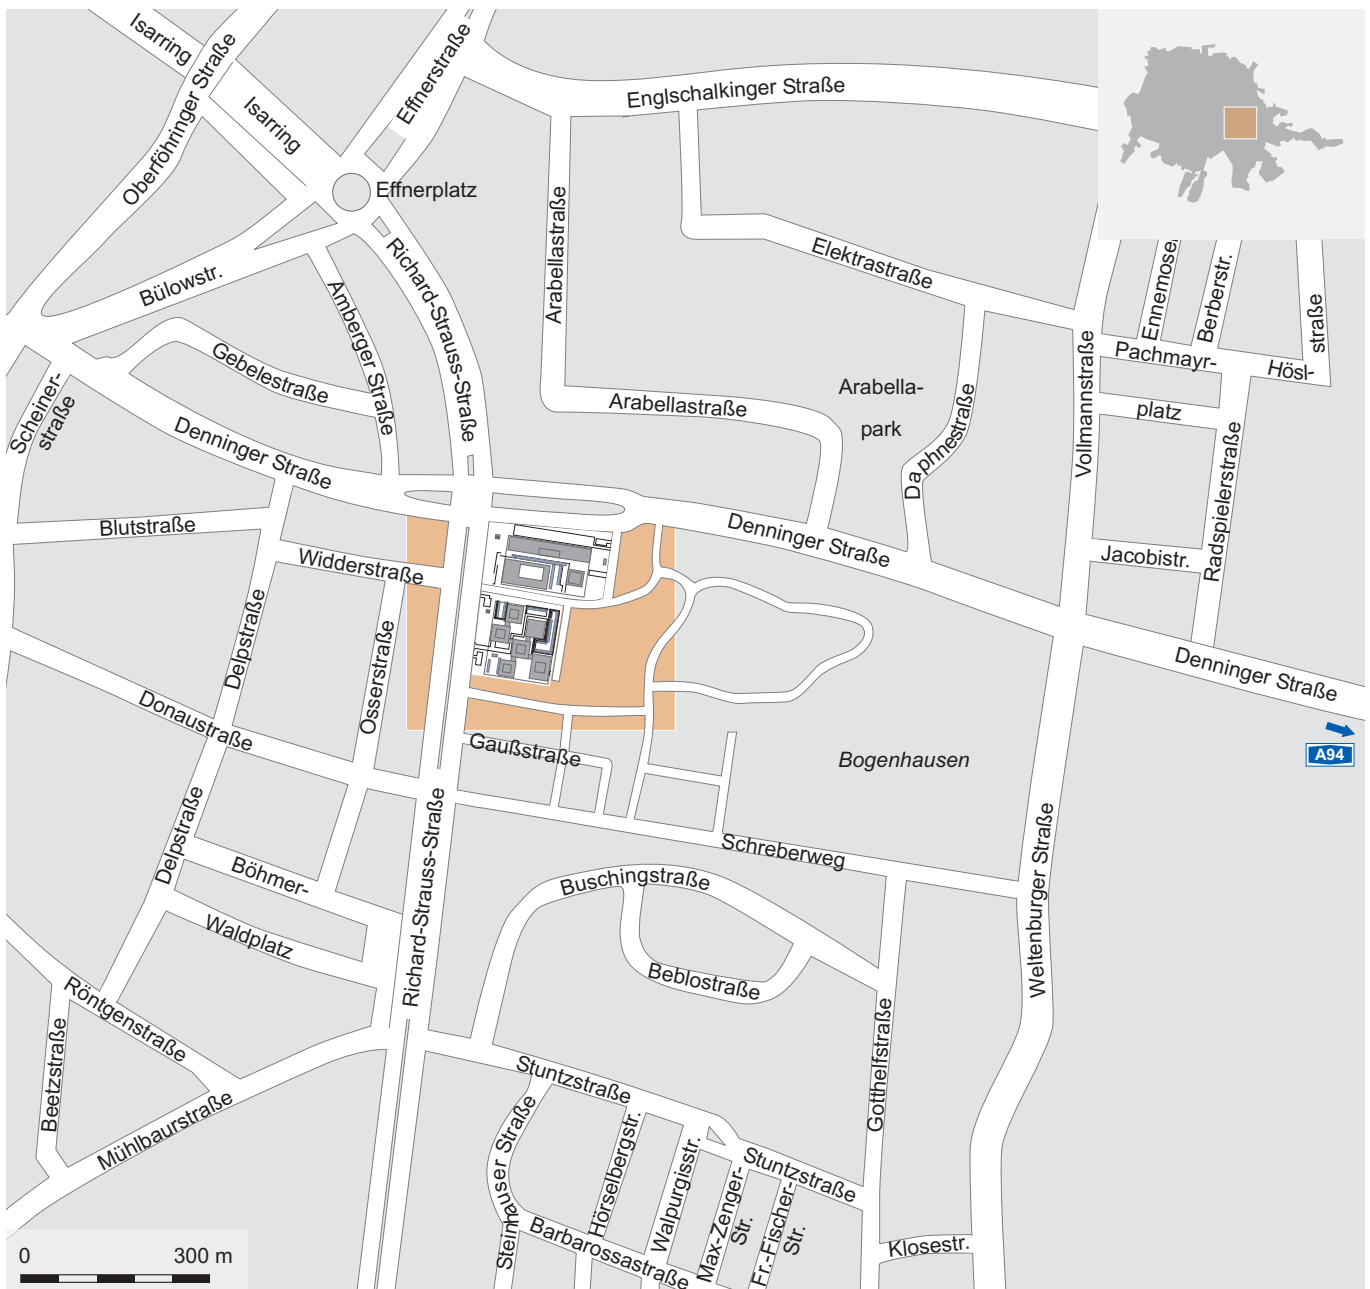 Isarring
Oberföhringer Straße
Isarring
Effnerstraße
Englschalkinger Straße
Effnerplatz
Arabellastraße
Elektrastraße
Richard-Strauss-Straße
Bülowstr.
Amberger Straße
Ennemoser
Berberstr.
straße
Pachmayr-
Hösl-
platz
Gebelestraße
Scheiner-
straße
Arabellastraße
Arabella-
park
Daphnestraße
Vollmannstraße
Radspielerstraße
Denninger Straße
Blutstraße
Denninger Straße
Jacobistr.
Widderstraße
Delpstraße
Osserstraße
Denninger Straße
Donaustraße
Gaußstraße
Bogenhausen
A94
Delpstraße
Böhmer-
Waldplatz
Richard-Strauss-Straße
Schreberweg
Weltenburger Straße
Buschingstraße
Beblostraße
Röntgenstraße
Beetzstraße
Mühlbaurstraße
Gotthelfstraße
Stuntzstraße
Steinhauser Straße
Hörselbergstr.
Walpurgisstr.
Max-Zenger-
Str.
Stuntzstraße
Fr.-Fischer-
Str.
Barbarossastraße
Klosestr.
0 300 m